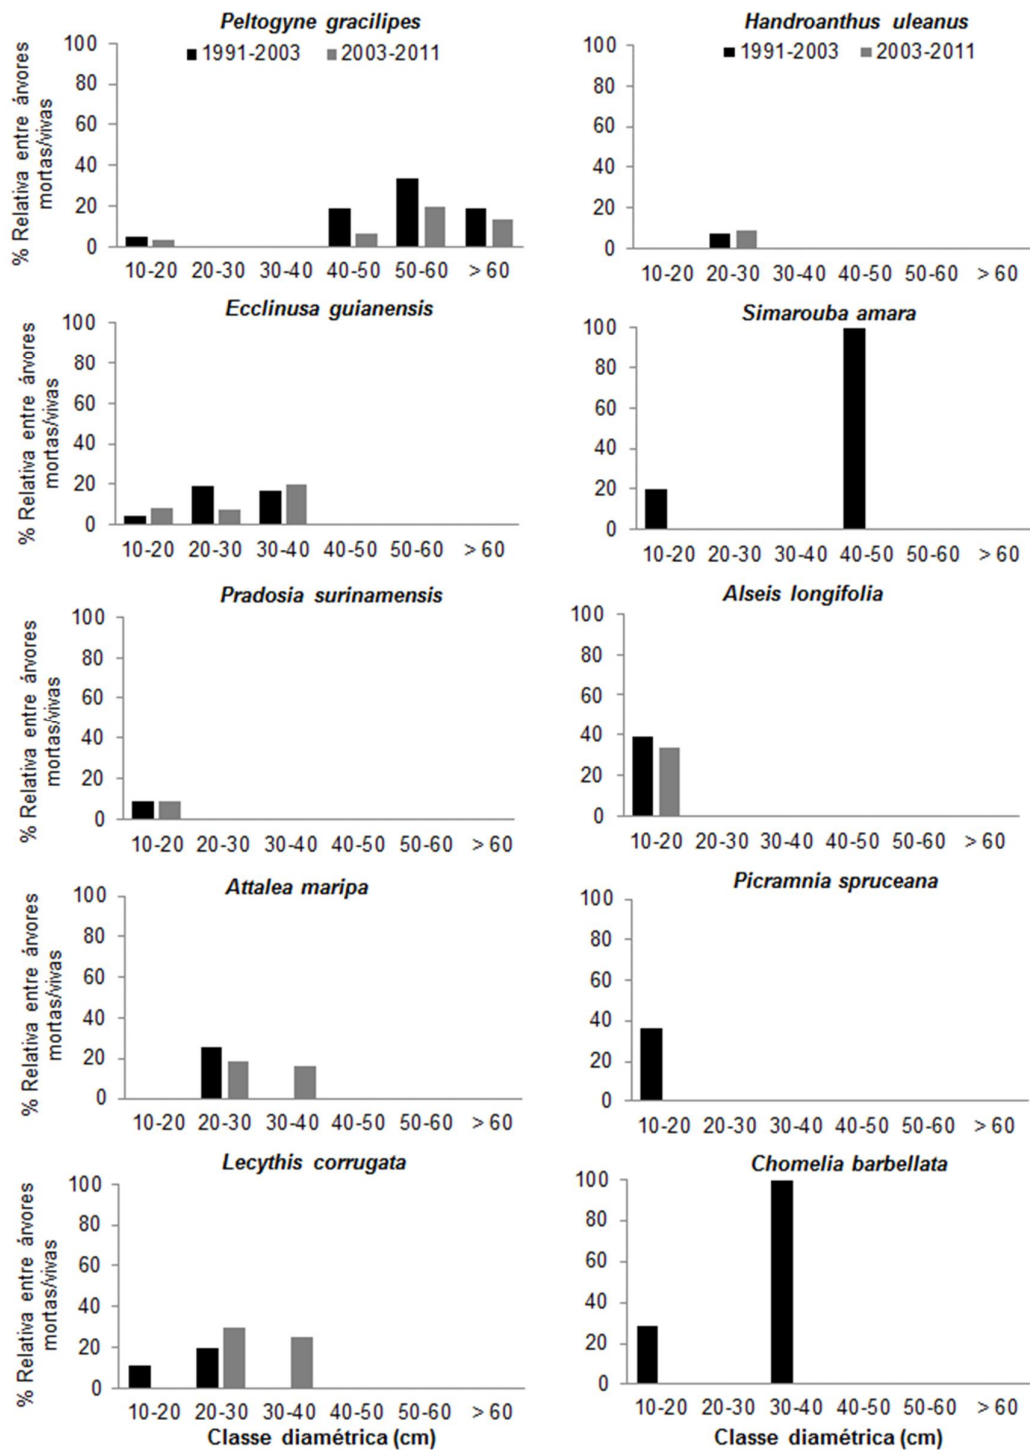 Peltogyne gracilipes
■ 1991-2003 ■ 2003-2011
% Relativa entre árvores
mortas/vivas
100
80
60
40
20
0
10-20 20-30 30-40 40-50 50-60 > 60
Handroanthus uleanus
■ 1991-2003 ■ 2003-2011
100
80
60
40
20
0
10-20 20-30 30-40 40-50 50-60 > 60
Ecclinusa guianensis
% Relativa entre árvores
mortas/vivas
100
80
60
40
20
0
10-20 20-30 30-40 40-50 50-60 > 60
Simarouba amara
100
80
60
40
20
0
10-20 20-30 30-40 40-50 50-60 > 60
Pradosia surinamensis
% Relativa entre árvores
mortas/vivas
100
80
60
40
20
0
10-20 20-30 30-40 40-50 50-60 > 60
Alseis longifolia
100
80
60
40
20
0
10-20 20-30 30-40 40-50 50-60 > 60
Attalea maripa
% Relativa entre árvores
mortas/vivas
100
80
60
40
20
0
10-20 20-30 30-40 40-50 50-60 > 60
Picramnia spruceana
100
80
60
40
20
0
10-20 20-30 30-40 40-50 50-60 > 60
Lecythis corrugata
% Relativa entre árvores
mortas/vivas
100
80
60
40
20
0
10-20 20-30 30-40 40-50 50-60 > 60
Classe diamétrica (cm)
Chomelia barbellata
100
80
60
40
20
0
10-20 20-30 30-40 40-50 50-60 > 60
Classe diamétrica (cm)